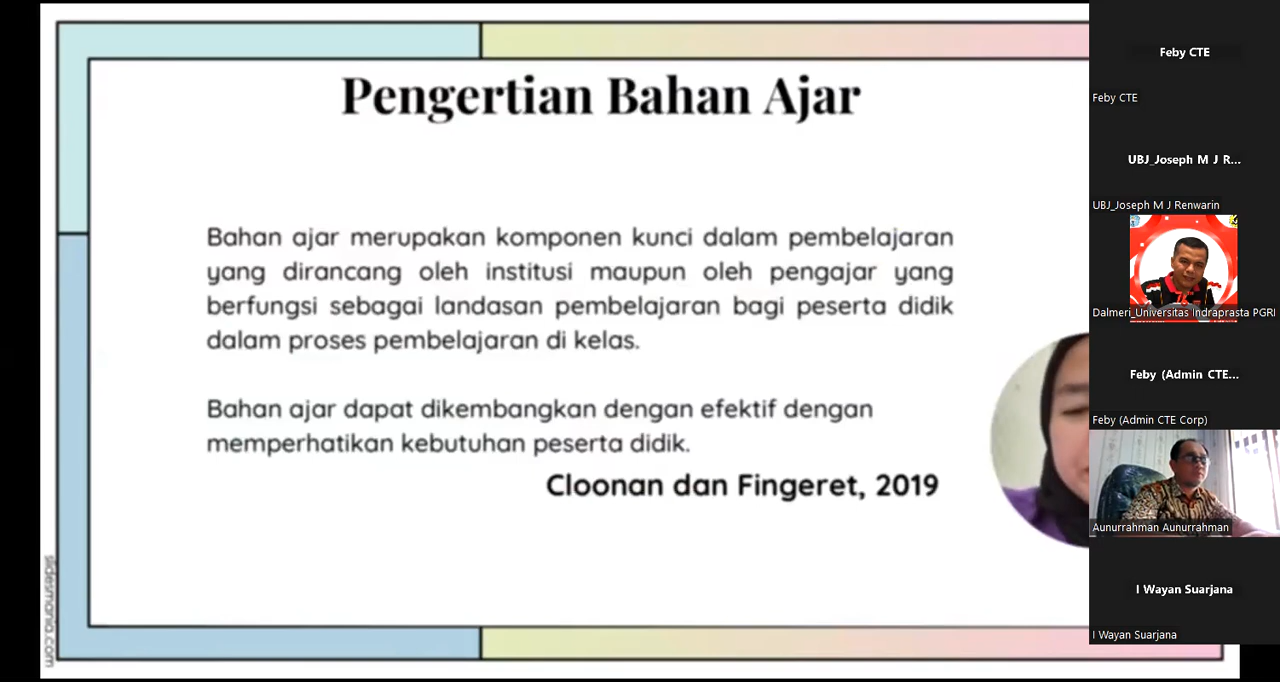 Pengertian Bahan Ajar
Bahan ajar merupakan komponen kunci dalam pembelajaran
yang dirancang oleh institusi maupun oleh pengajar yang
berfungsi sebagai landasan pembelajaran bagi peserta didik
dalam proses pembelajaran di kelas.
Bahan ajar dapat dikembangkan dengan efektif dengan
memperhatikan kebutuhan peserta didik.
Cloonan dan Fingeret, 2019
slidesmania.com
Feby CTE
Feby CTE
UBJ_Joseph M J R...
UBJ_Joseph M J Renwarin
Dalmeri_Universitas Indraprasta PGRI
Feby (Admin CTE...
Feby (Admin CTE Corp)
Aunurrahman Aunurrahman
I Wayan Suarjana
I Wayan Suarjana